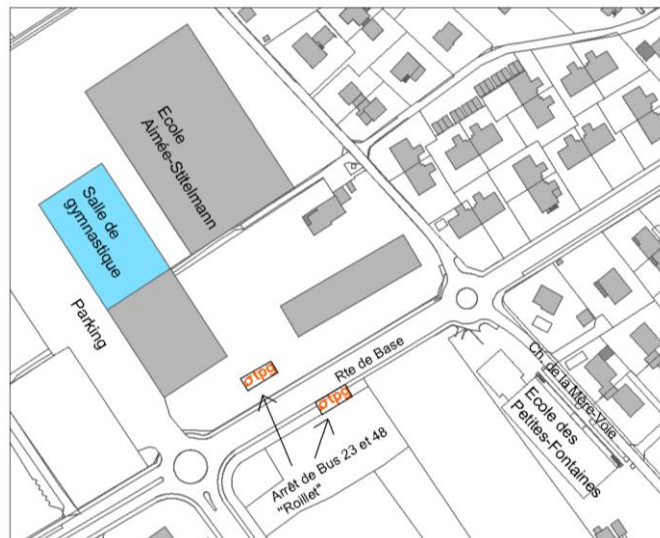 Ecole
Aimée-Stitelmann
Salle de
gymnastique
Parking
tpg
Rte de Base
tpg
Ch. de la Mère-Voie
Ecole des
Petites-Fontaines
Arrêt de Bus 23 et 48
"Roillet"